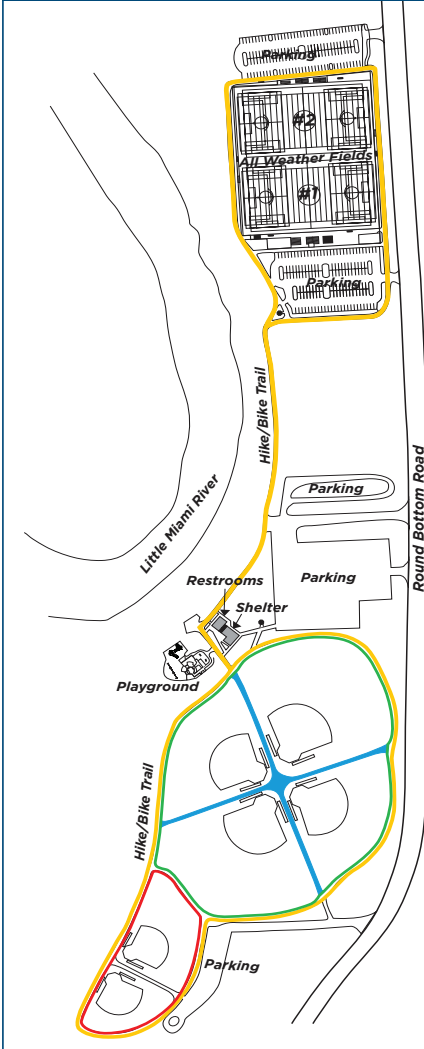 Parking
#2
All Weather Fields
#1
Parking
Hike/Bike Trail
Round Bottom Road
Little Miami River
Parking
Parking
Restrooms
Shelter
Playground
Hike/Bike Trail
Parking